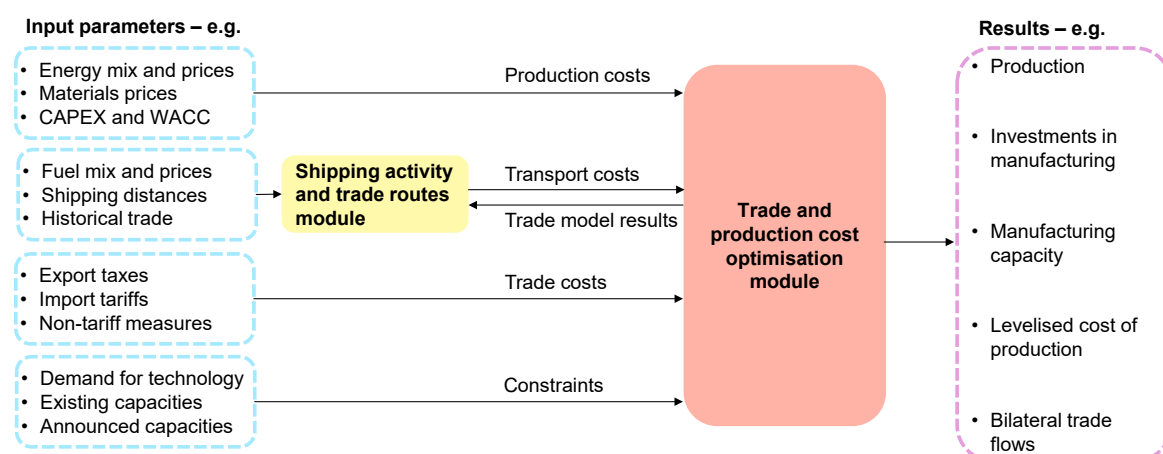 Input parameters – e.g.
• Energy mix and prices
• Materials prices
• CAPEX and WACC
Production costs
• Fuel mix and prices
• Shipping distances
• Historical trade
Shipping activity
and trade routes
module
Transport costs
Trade model results
• Export taxes
• Import tariffs
• Non-tariff measures
Trade costs
• Demand for technology
• Existing capacities
• Announced capacities
Constraints
Trade and
production cost
optimisation
module
Results – e.g.
• Production
• Investments in
manufacturing
• Manufacturing
capacity
• Levelised cost of
production
• Bilateral trade
flows